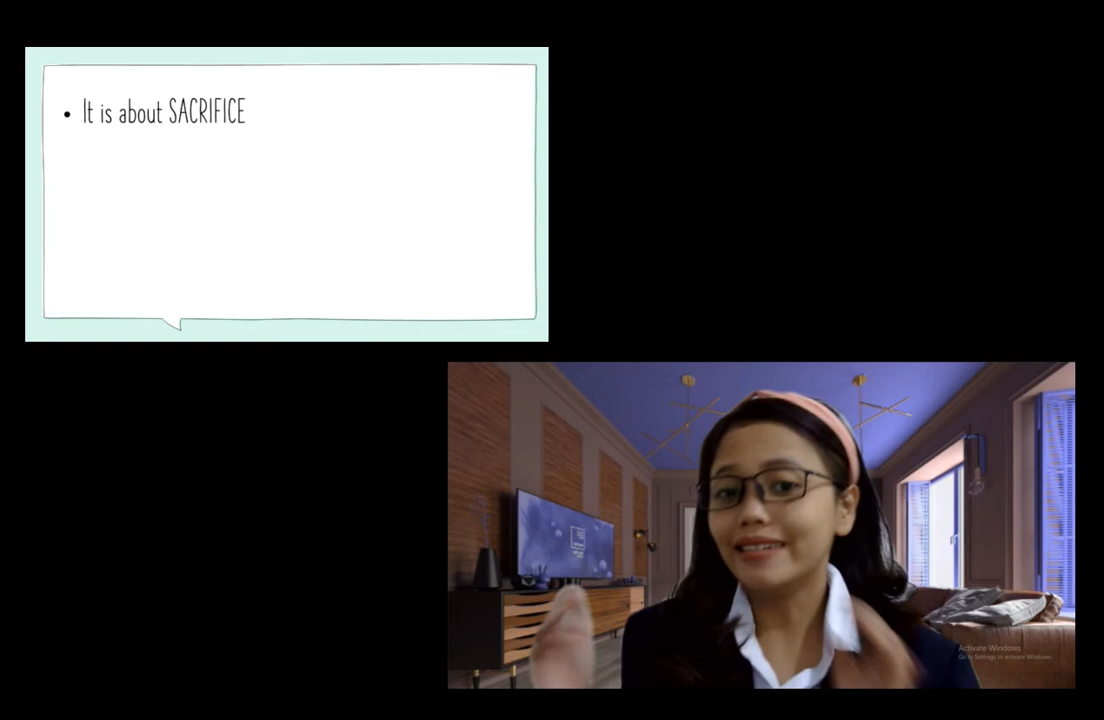 • It is about SACRIFICE
Activate Windows
Go to Settings to activate Windows.